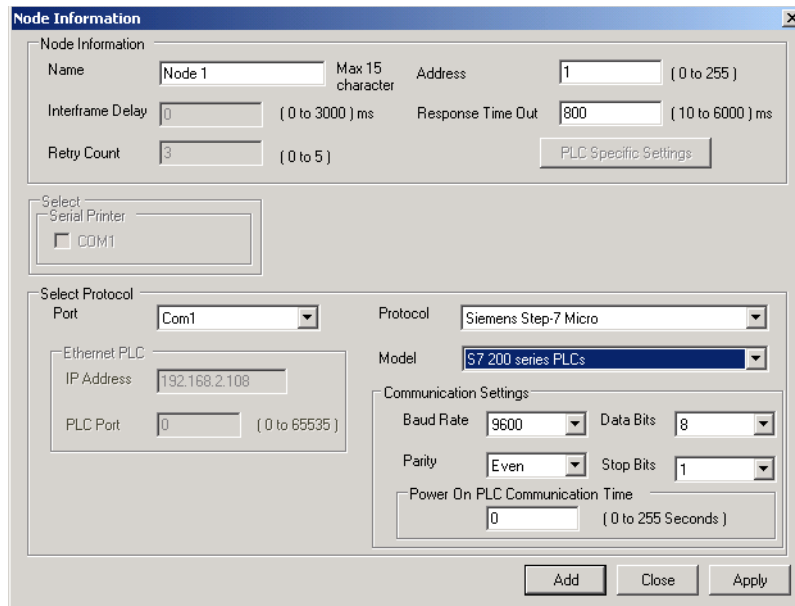 Node Information
Node Information
Name Node 1 Max 15 character Address 1 ( 0 to 255 )
Interframe Delay 0 ( 0 to 3000 ) ms Response Time Out 800 ( 10 to 6000 ) ms
Retry Count 3 ( 0 to 5 ) PLC Specific Settings
Select
Serial Printer
COM1
Select Protocol
Port Com1 Protocol Siemens Step-7 Micro
Ethernet PLC Model S7 200 series PLCs
IP Address 192.168.2.108
PLC Port 0 ( 0 to 65535 )
Communication Settings
Baud Rate 9600 Data Bits 8
Parity Even Stop Bits 1
Power On PLC Communication Time
0 ( 0 to 255 Seconds )
Add Close Apply